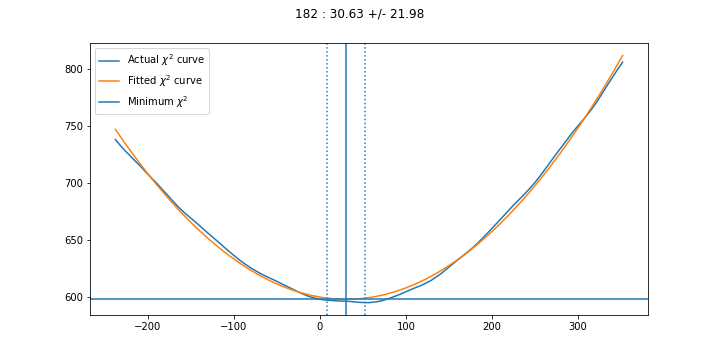 182 : 30.63 +/- 21.98
Actual χ² curve
Fitted χ² curve
Minimum χ²
800
750
700
650
600
−200 −100 0 100 200 300